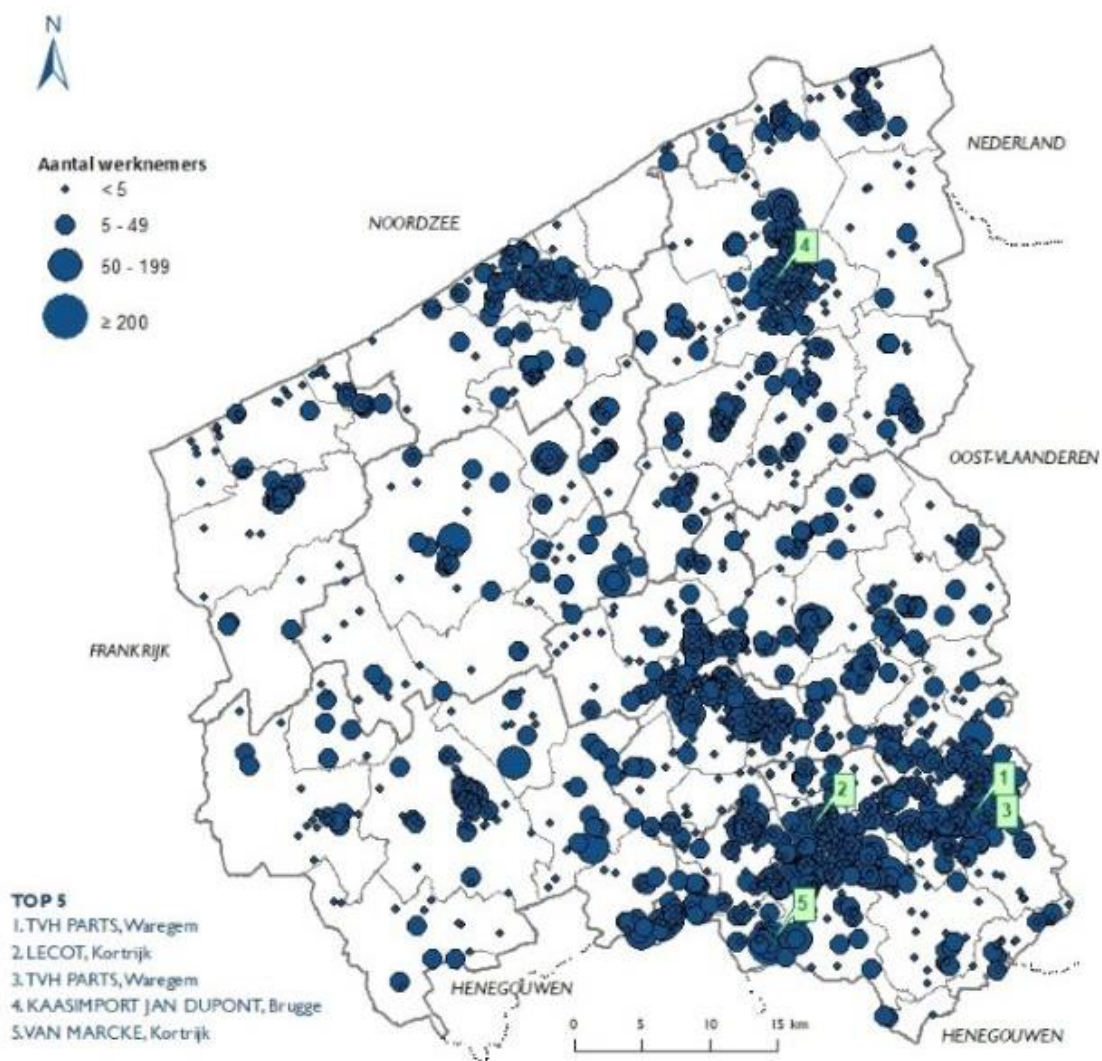 N
Aantal werknemers
< 5
5 - 49
50 - 199
≥ 200
NOORDZEE
NEDERLAND
4
OOST-VLAANDEREN
FRANKRIJK
1
2
3
5
TOP 5
1. TVH PARTS, Waregem
2. LECOT, Kortrijk
3. TVH PARTS, Waregem
4. KAASIMPORT JAN DUPONT, Brugge
5. VAN MARCKE, Kortrijk
HENEGOUWEN
0 5 10 15 km
HENEGOUWEN